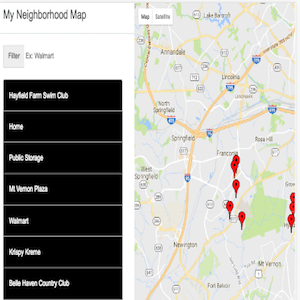 My Neighborhood Map
Filter
Ex: Walmart
Hayfield Farm Swim Club
Home
Public Storage
Mt Vernon Plaza
Walmart
Krispy Kreme
Belle Haven Country Club
Map
Satellite
Lake Barcroft
Annandale
Lincolnia
North
Springfield
Springfield
Rose Hill
Franconia
West
Springfield
Newington
Mt Vernon
Fort Belvoir